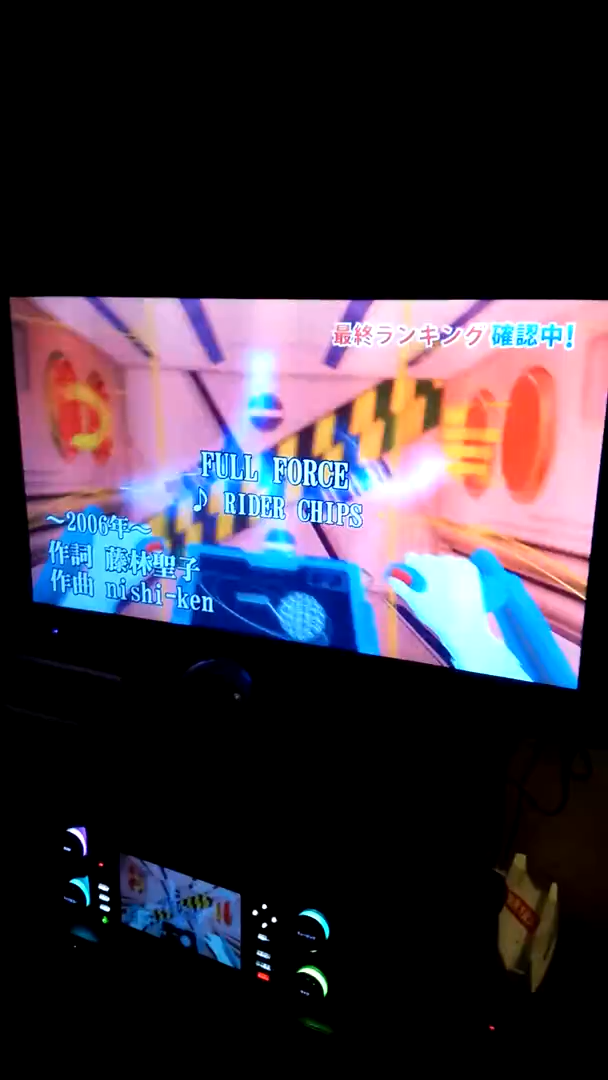 最終ランキング確認中!
FULL FORCE
♪ RIDER CHIPS
～2006年～
作詞 藤林聖子
作曲 nishi-ken